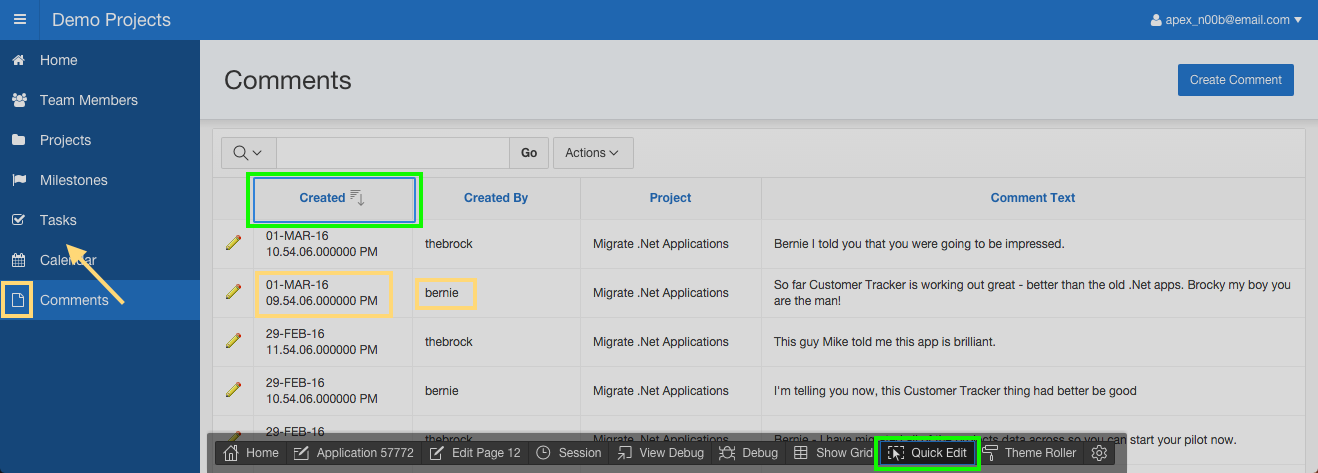 Demo Projects
apex_n00b@email.com
Home
Team Members
Projects
Milestones
Tasks
Calendar
Comments
Comments
Create Comment
Go
Actions
Created
Created By
Project
Comment Text
01-MAR-16
10.54.06.000000 PM
thebrock
Migrate .Net Applications
Bernie I told you that you were going to be impressed.
01-MAR-16
09.54.06.000000 PM
bernie
Migrate .Net Applications
So far Customer Tracker is working out great - better than the old .Net apps. Brocky my boy you
are the man!
29-FEB-16
11.54.06.000000 PM
thebrock
Migrate .Net Applications
This guy Mike told me this app is brilliant.
29-FEB-16
10.54.06.000000 PM
bernie
Migrate .Net Applications
I'm telling you now, this Customer Tracker thing had better be good
29-FEB-16
thebrock
Migrate .Net Applications
Bernie - I have migrated all of the projects data across so you can start your pilot now.
Home
Application 57772
Edit Page 12
Session
View Debug
Debug
Show Grid
Quick Edit
Theme Roller